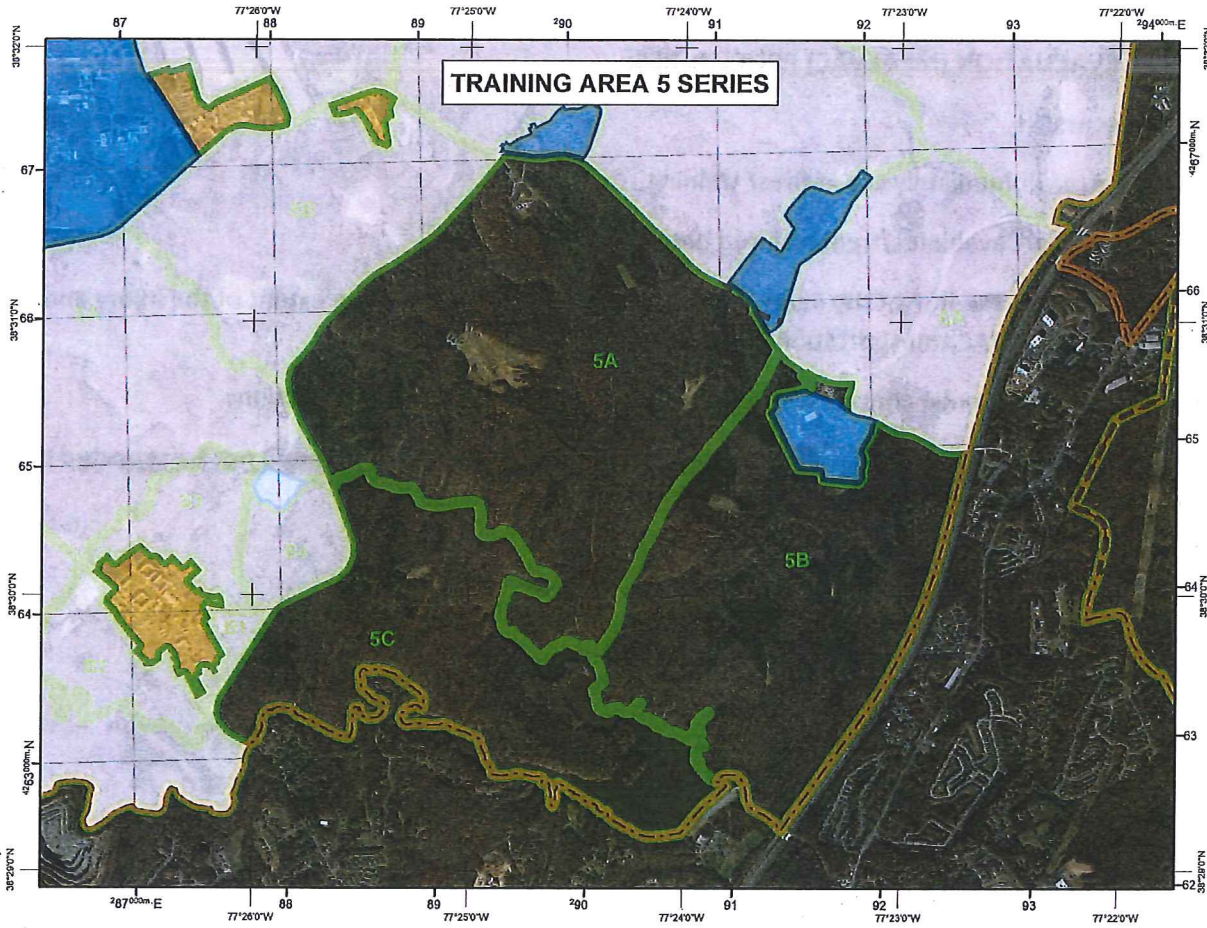 77°26'0"W 77°25'0"W 77°24'0"W 77°23'0"W 77°22'0"W
87 88 89 290 91 92 93 294000m.E
38°32'0"N
TRAINING AREA 5 SERIES
67
4267000m.N
66
38°31'0"N
66
38°31'0"N
5A
6A
65
65
5B
38°30'0"N
64
64
38°30'0"N
5C
4263000m.N
63
38°29'0"N
62
38°29'0"N
287000m.E 88 89 290 91 92 93
77°26'0"W 77°25'0"W 77°24'0"W 77°23'0"W 77°22'0"W